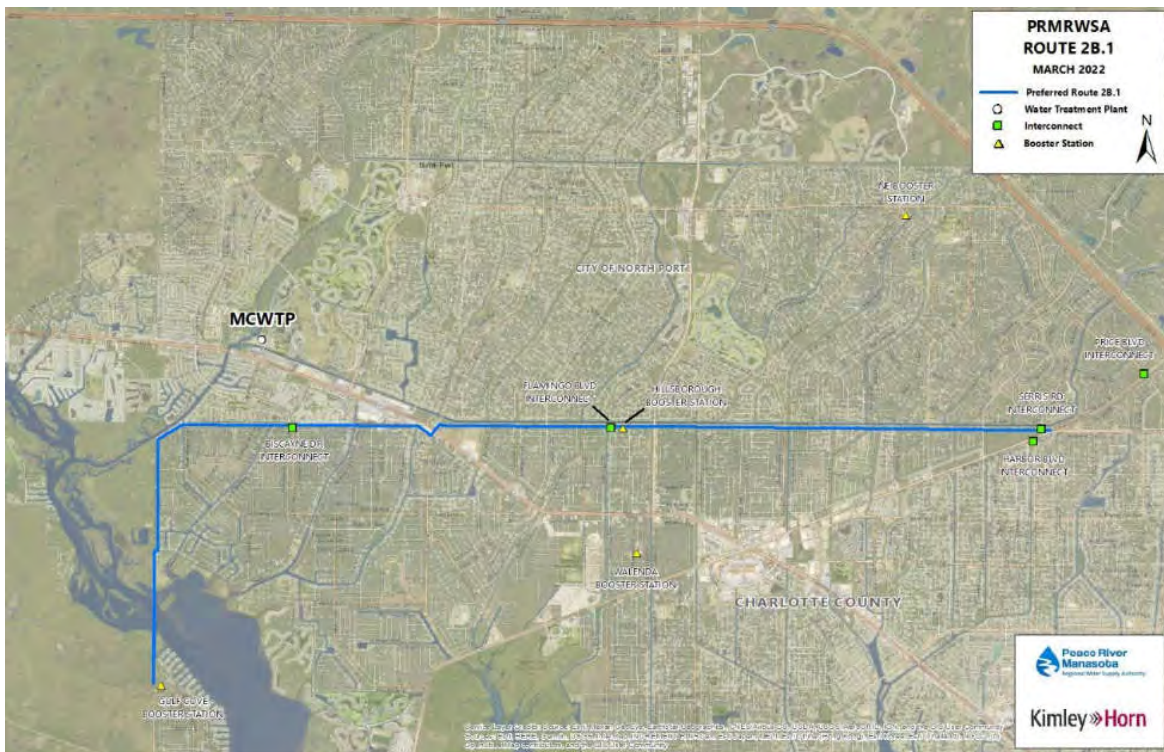 PRMRWSA
ROUTE 2B.1
MARCH 2022
Preferred Route 2B.1
Water Treatment Plant
Interconnect
Booster Station
N
NE BOOSTER
STATION
CITY OF NORTH PORT
MCWTP
PRICE BLVD
INTERCONNECT
FLAMINGO BLVD
INTERCONNECT
HILLSBOROUGH
BOOSTER STATION
SERRIS RD
INTERCONNECT
BISCAYNE DR
INTERCONNECT
HARBOR BLVD
INTERCONNECT
WALENDA
BOOSTER STATION
CHARLOTTE COUNTY
GULF COVE
BOOSTER STATION
Peace River
Manasota
Regional Water Supply Authority
Kimley»Horn